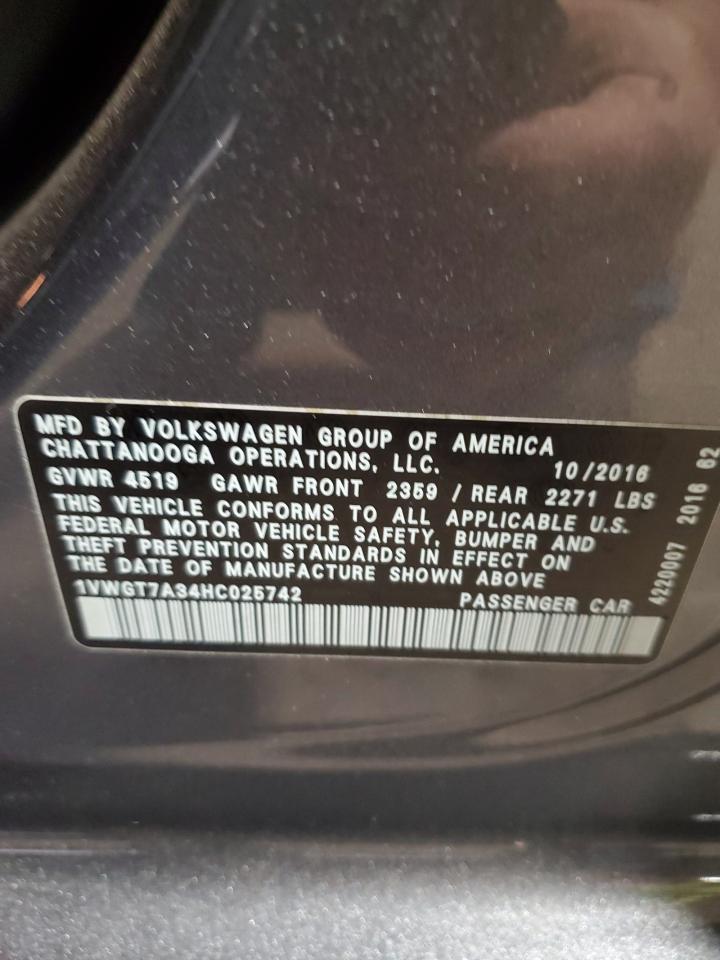 MFD BY VOLKSWAGEN GROUP OF AMERICA
CHATTANOOGA OPERATIONS, LLC. 10/2016
GVWR 4519 GAWR FRONT 2359 / REAR 2271 LBS
THIS VEHICLE CONFORMS TO ALL APPLICABLE U.S.
FEDERAL MOTOR VEHICLE SAFETY, BUMPER AND
THEFT PREVENTION STANDARDS IN EFFECT ON
THE DATE OF MANUFACTURE SHOWN ABOVE
1VWGT7A34HC025742 PASSENGER CAR
4220007 2016 62